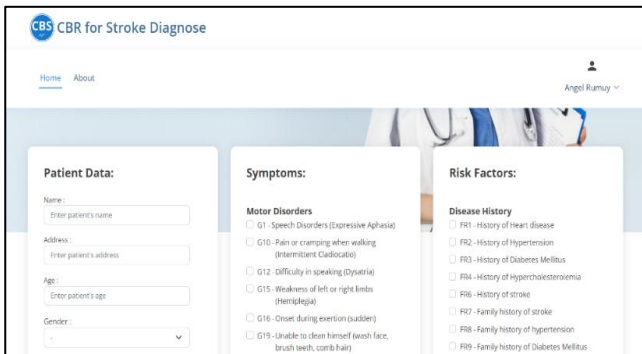 CBS CBR for Stroke Diagnose
Home About
Angel Rumuy
Patient Data:
Name :
Enter patient's name
Address :
Enter patient's address
Age :
Enter patient's age
Gender :
-
Symptoms:
Motor Disorders
G1 - Speech Disorders (Expressive Aphasia)
G10 - Pain or cramping when walking
(Intermittent Cladiocatio)
G12 - Difficulty in speaking (Dysatria)
G15 - Weakness of left or right limbs
(Hemiplegia)
G16 - Onset during exertion (sudden)
G19 - Unable to clean himself (wash face,
brush teeth, comb hair)
Risk Factors:
Disease History
FR1 - History of Heart disease
FR2 - History of Hypertension
FR3 - History of Diabetes Mellitus
FR4 - History of Hypercholesterolemia
FR6 - History of stroke
FR7 - Family history of stroke
FR8 - Family history of hypertension
FR9 - Family history of Diabetes Mellitus